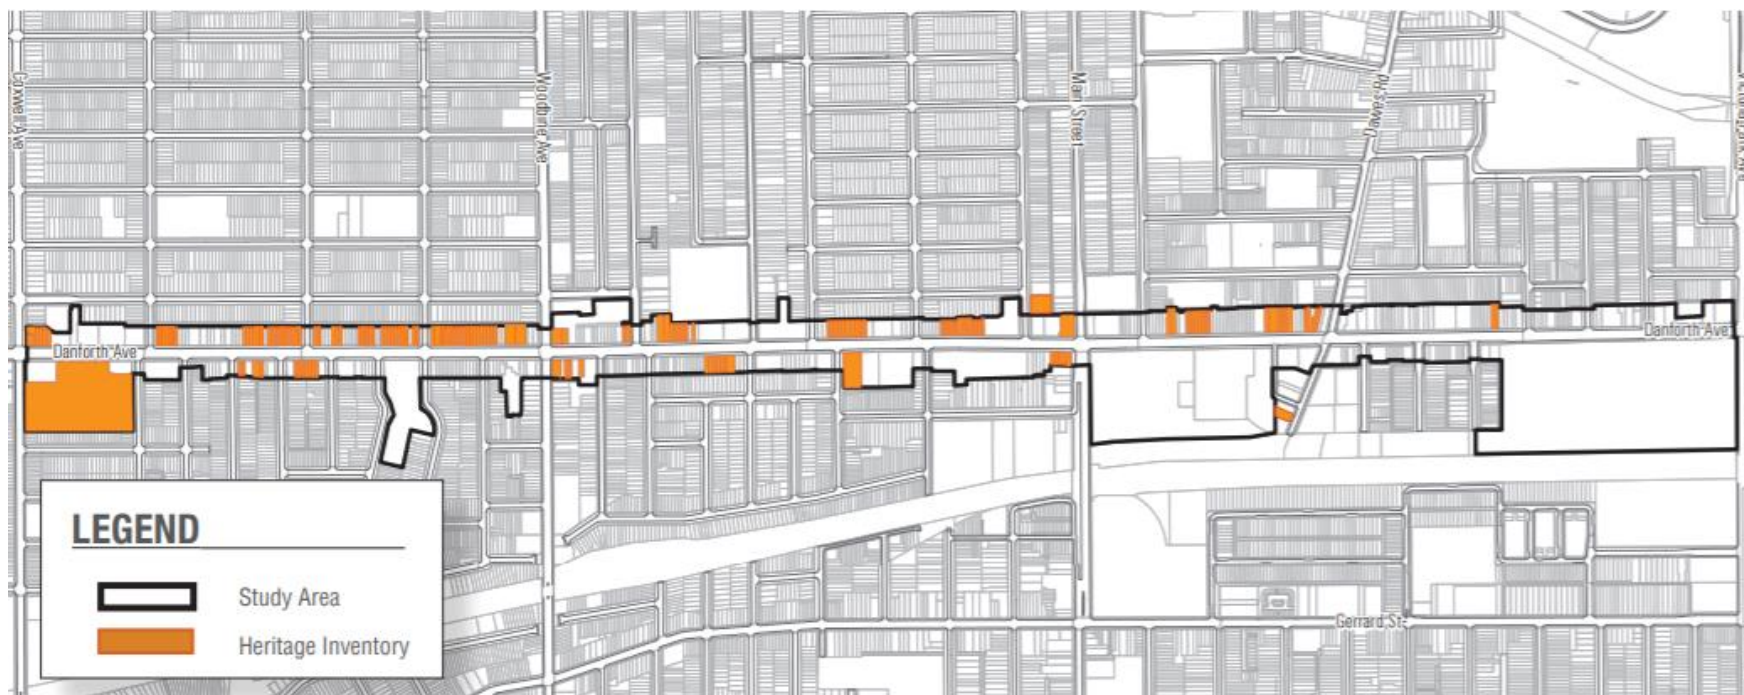 Coxwell Ave
Woodbine Ave
Main Street
Dawes Rd
Danforth Ave
Danforth Ave
LEGEND
Study Area
Heritage Inventory
Gerrard St